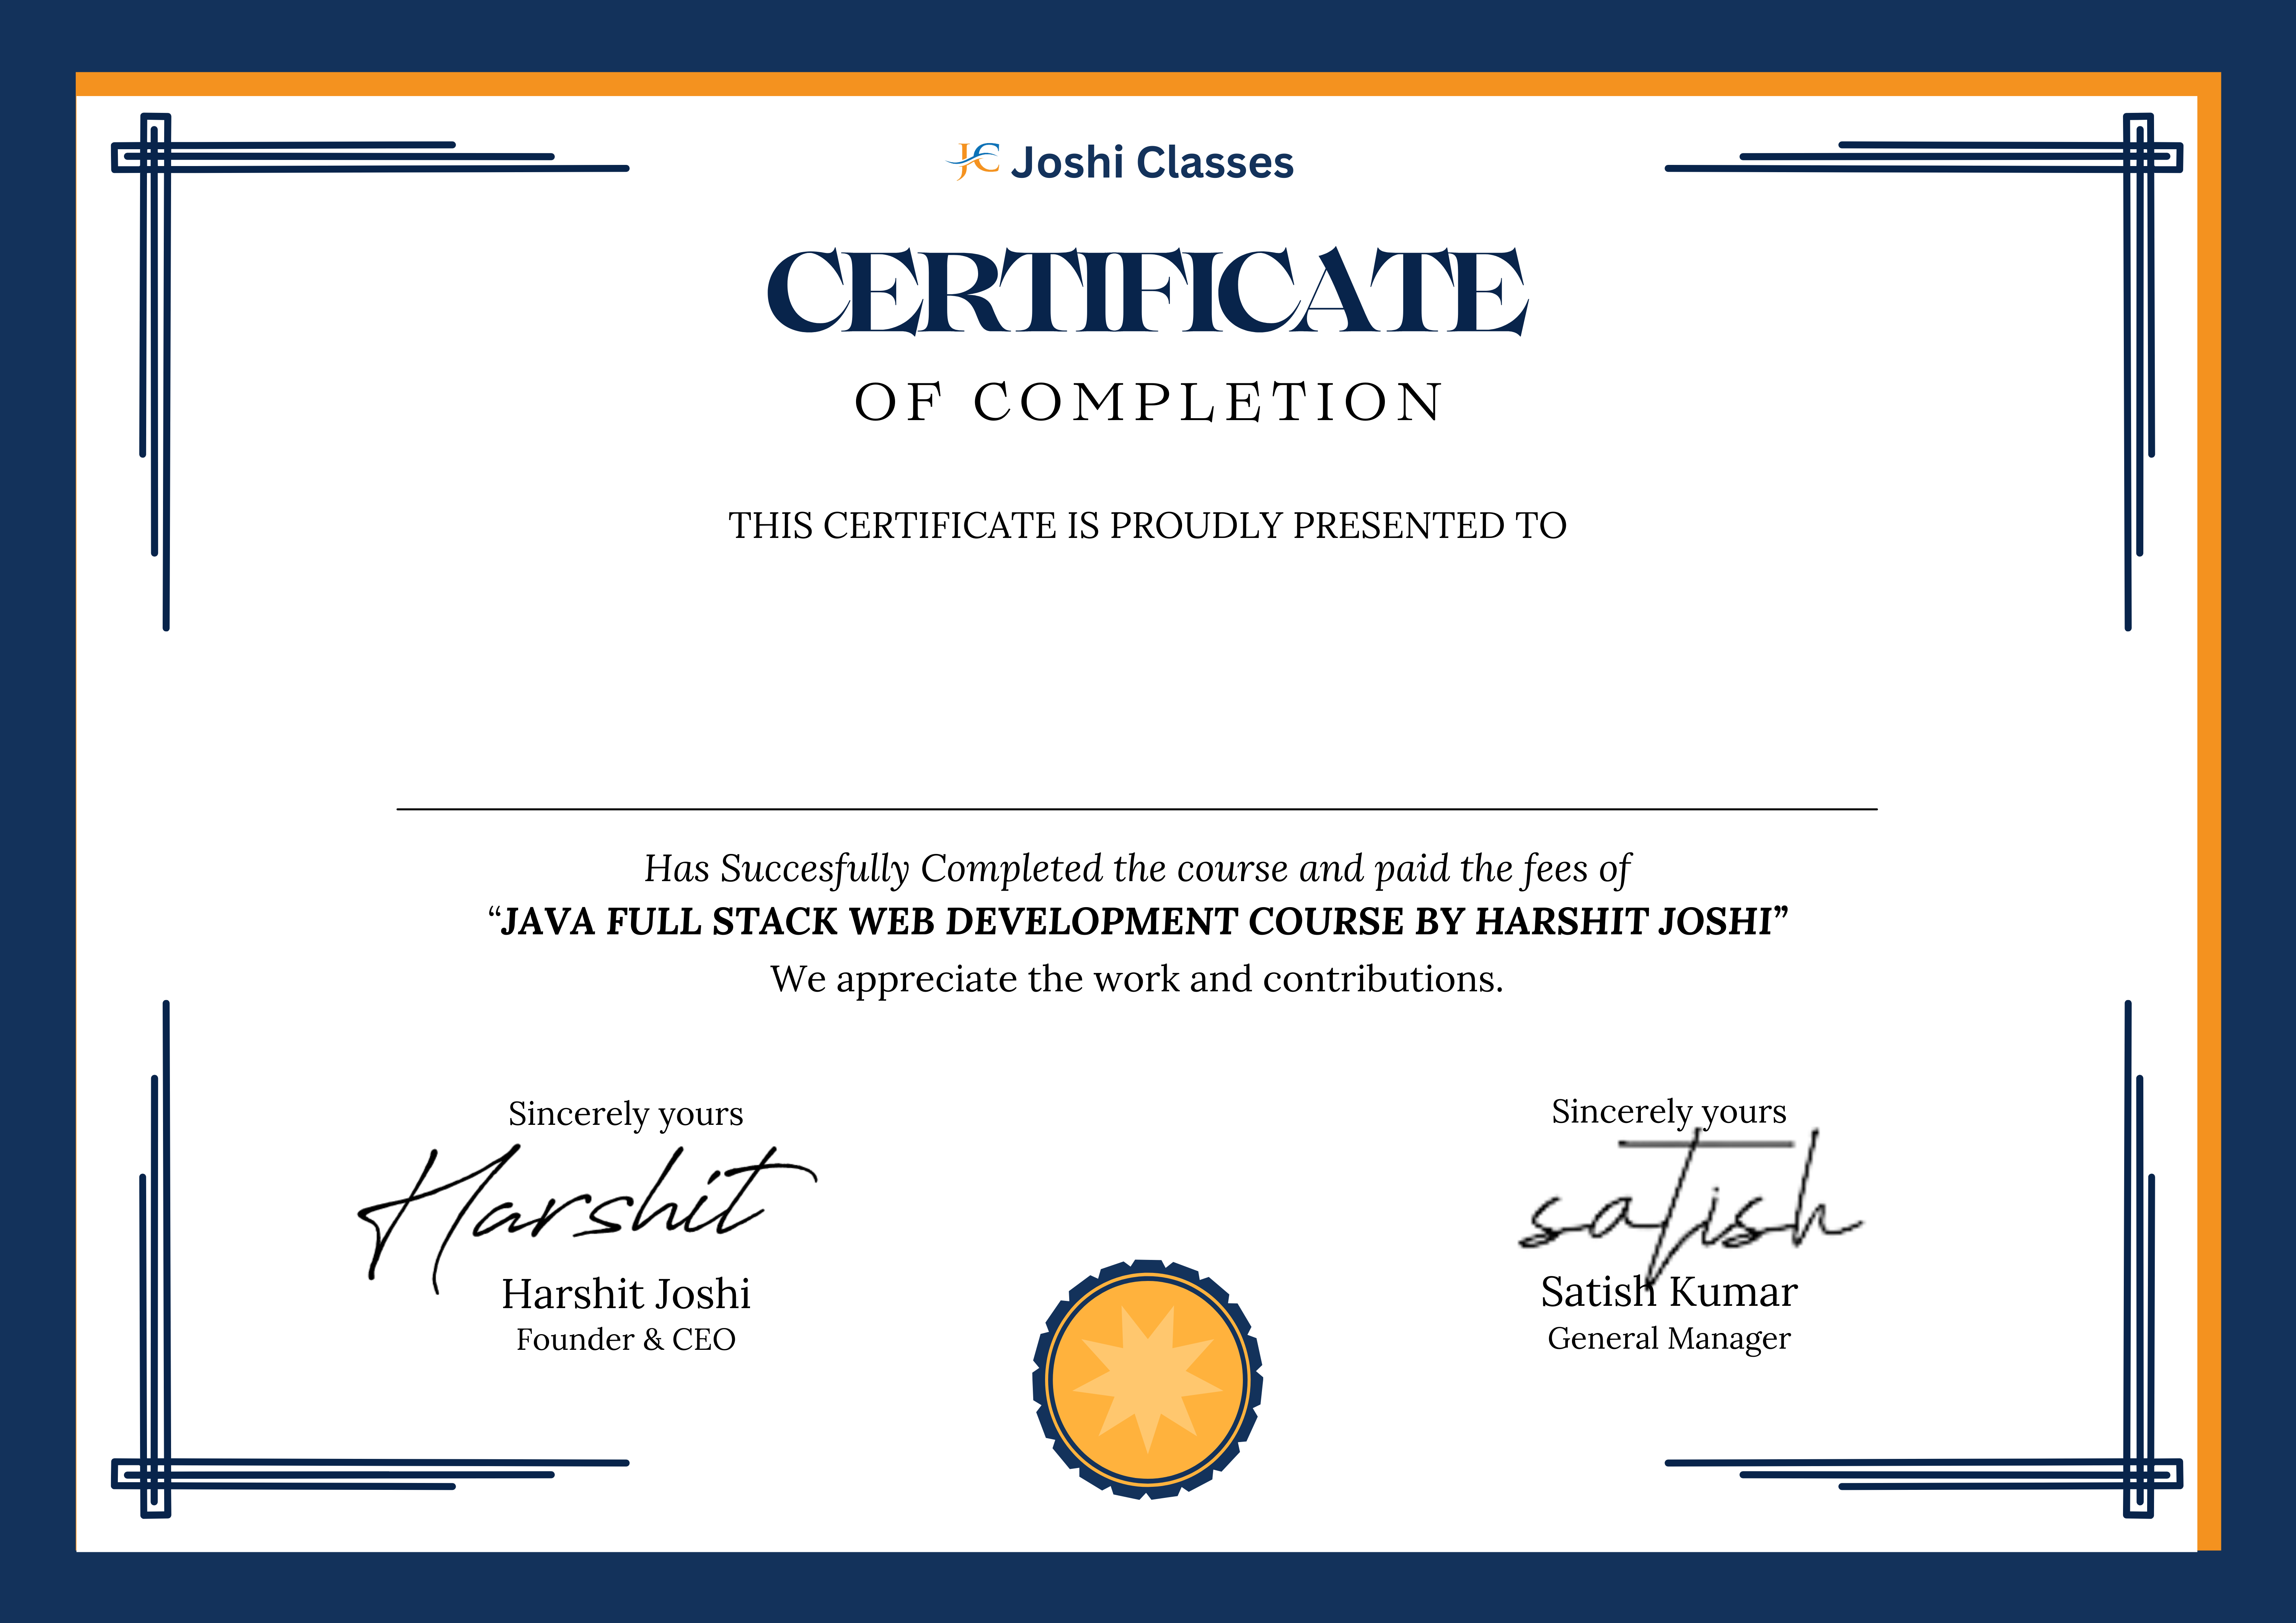 JC Joshi Classes
CERTIFICATE
OF COMPLETION
THIS CERTIFICATE IS PROUDLY PRESENTED TO
Has Succesfully Completed the course and paid the fees of
“JAVA FULL STACK WEB DEVELOPMENT COURSE BY HARSHIT JOSHI”
We appreciate the work and contributions.
Sincerely yours
Harshit
Harshit Joshi
Founder & CEO
Sincerely yours
satish
Satish Kumar
General Manager